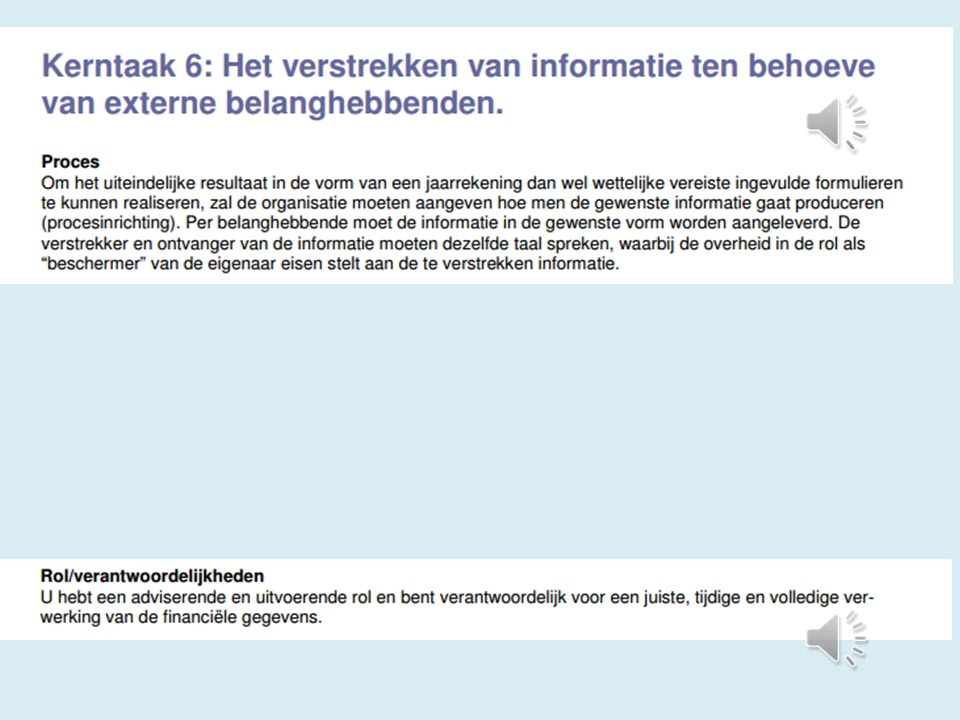 Kerntaak 6: Het verstrekken van informatie ten behoeve
van externe belanghebbenden.
Proces
Om het uiteindelijke resultaat in de vorm van een jaarrekening dan wel wettelijke vereiste ingevulde formulieren
te kunnen realiseren, zal de organisatie moeten aangeven hoe men de gewenste informatie gaat produceren
(procesinrichting). Per belanghebbende moet de informatie in de gewenste vorm worden aangeleverd. De
verstrekker en ontvanger van de informatie moeten dezelfde taal spreken, waarbij de overheid in de rol als
“beschermer” van de eigenaar eisen stelt aan de te verstrekken informatie.
Rol/verantwoordelijkheden
U hebt een adviserende en uitvoerende rol en bent verantwoordelijk voor een juiste, tijdige en volledige ver-
werking van de financiële gegevens.